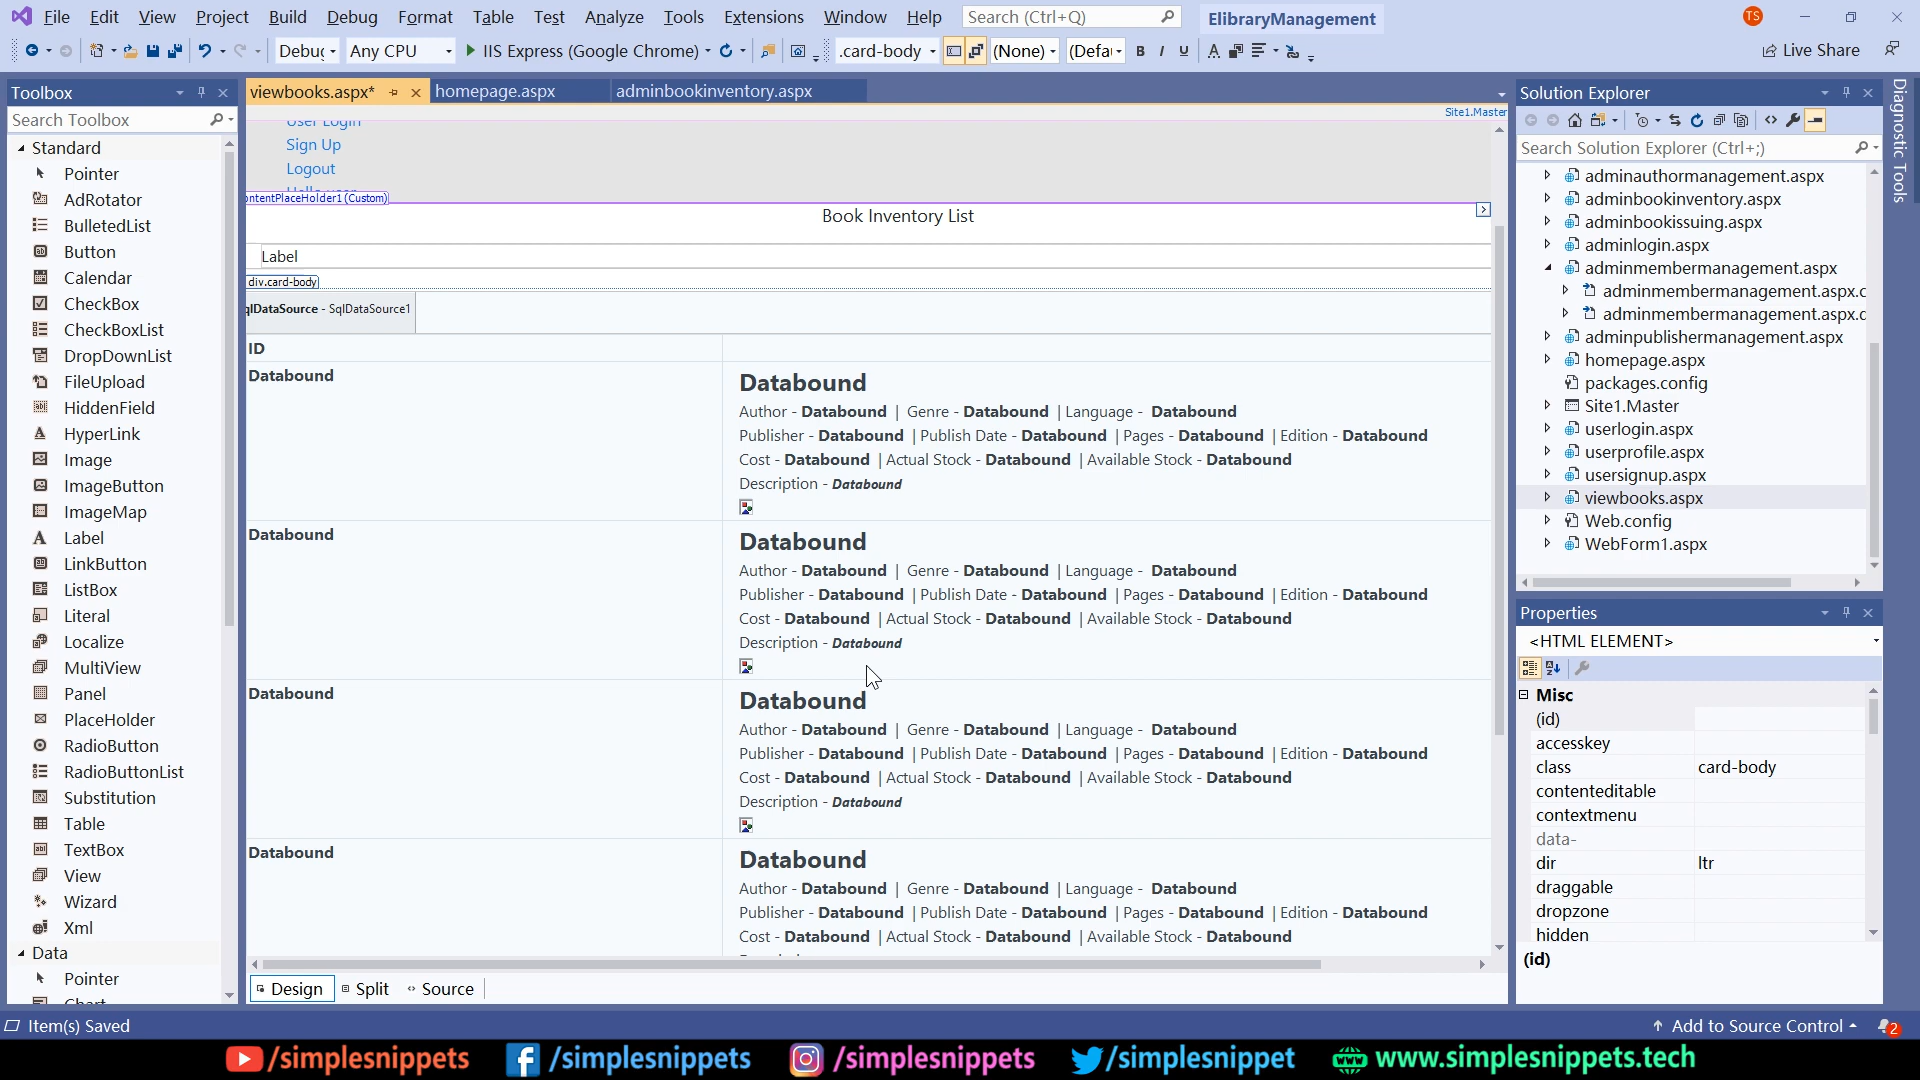 File Edit View Project Build Debug Format Table Test Analyze Tools Extensions Window Help Search (Ctrl+Q) ElibraryManagement TS
Debug Any CPU IIS Express (Google Chrome) .card-body (None) (Defa B I U A Live Share
Toolbox
Search Toolbox
Standard
Pointer
AdRotator
BulletedList
Button
Calendar
CheckBox
CheckBoxList
DropDownList
FileUpload
HiddenField
HyperLink
Image
ImageButton
ImageMap
Label
LinkButton
ListBox
Literal
Localize
MultiView
Panel
PlaceHolder
RadioButton
RadioButtonList
Substitution
Table
TextBox
View
Wizard
Xml
Data
Pointer
viewbooks.aspx* homepage.aspx adminbookinventory.aspx
Site1.Master
User Login
Sign Up
Logout
ontentPlaceHolder1 (Custom)
Book Inventory List
Label
div.card-body
qlDataSource - SqlDataSource1
ID
Databound
Databound
Author - Databound | Genre - Databound | Language - Databound
Publisher - Databound | Publish Date - Databound | Pages - Databound | Edition - Databound
Cost - Databound | Actual Stock - Databound | Available Stock - Databound
Description - Databound
Databound
Databound
Author - Databound | Genre - Databound | Language - Databound
Publisher - Databound | Publish Date - Databound | Pages - Databound | Edition - Databound
Cost - Databound | Actual Stock - Databound | Available Stock - Databound
Description - Databound
Databound
Databound
Author - Databound | Genre - Databound | Language - Databound
Publisher - Databound | Publish Date - Databound | Pages - Databound | Edition - Databound
Cost - Databound | Actual Stock - Databound | Available Stock - Databound
Description - Databound
Databound
Databound
Author - Databound | Genre - Databound | Language - Databound
Publisher - Databound | Publish Date - Databound | Pages - Databound | Edition - Databound
Cost - Databound | Actual Stock - Databound | Available Stock - Databound
Design Split Source
Solution Explorer
Search Solution Explorer (Ctrl+;)
adminauthormanagement.aspx
adminbookinventory.aspx
adminbookissuing.aspx
adminlogin.aspx
adminmembermanagement.aspx
adminmembermanagement.aspx.c
adminmembermanagement.aspx.c
adminpublishermanagement.aspx
homepage.aspx
packages.config
Site1.Master
userlogin.aspx
userprofile.aspx
usersignup.aspx
viewbooks.aspx
Web.config
WebForm1.aspx
Properties
<HTML ELEMENT>
Misc
(id)
accesskey
class card-body
contenteditable
contextmenu
data-
dir ltr
draggable
dropzone
hidden
(id)
Diagnostic Tools
Item(s) Saved
Add to Source Control 2
/simplesnippets /simplesnippets /simplesnippets /simplesnippets www.simplesnippets.tech